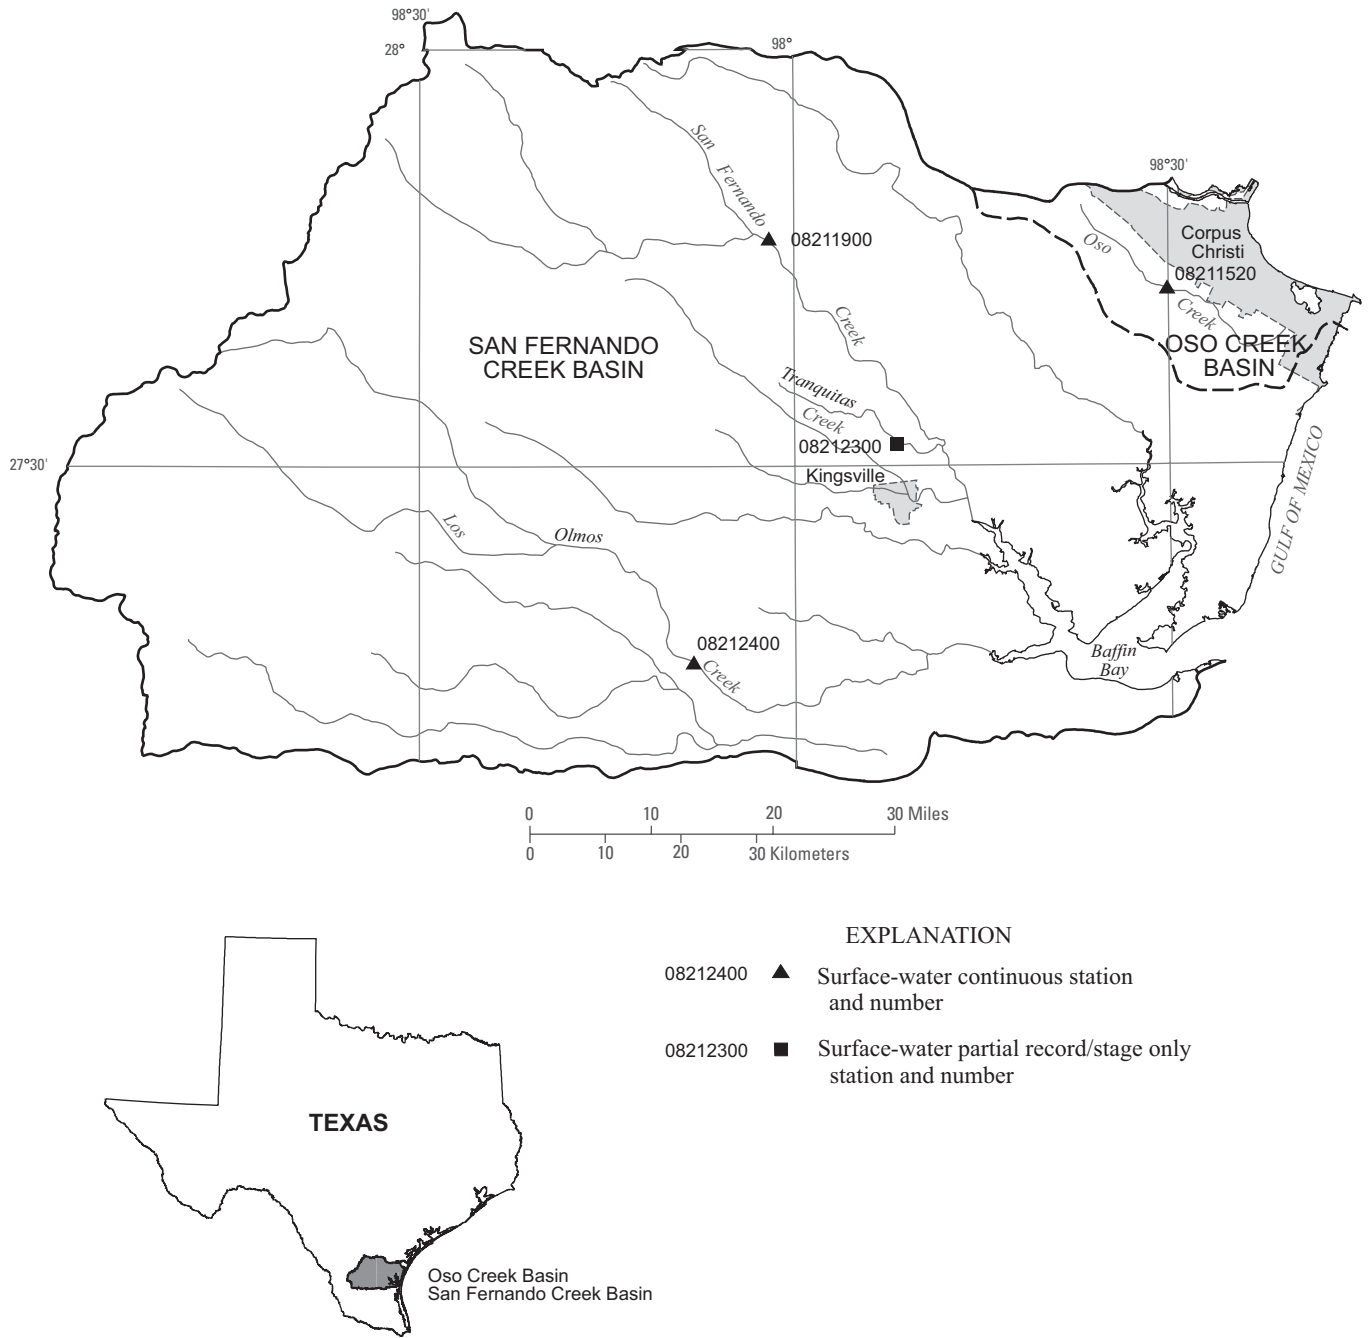 98°30'
28°
98°
98°30'
San
Fernando
08211900
Creek
Oso
Corpus
Christi
08211520
Creek
OSO CREEK
BASIN
SAN FERNANDO
CREEK BASIN
Tranquitas
Creek
08212300
27°30'
Kingsville
GULF OF MEXICO
Los
Olmos
08212400
Creek
Baffin
Bay
0 10 20 30 Miles
0 10 20 30 Kilometers
EXPLANATION
08212400 Surface-water continuous station
and number
08212300 Surface-water partial record/stage only
station and number
TEXAS
Oso Creek Basin
San Fernando Creek Basin